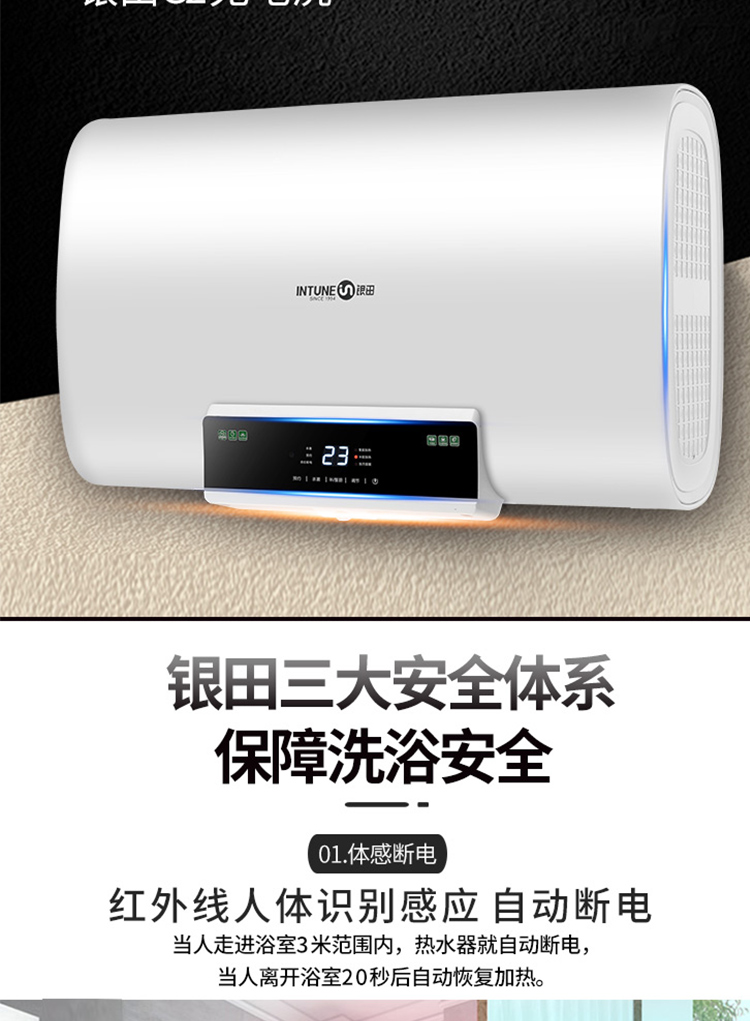 INTUNE in 银田
SINCE 1994
23
银田三大安全体系
保障洗浴安全
01.体感断电
红外线人体识别感应 自动断电
当人走进浴室3米范围内，热水器就自动断电，
当人离开浴室20秒后自动恢复加热。